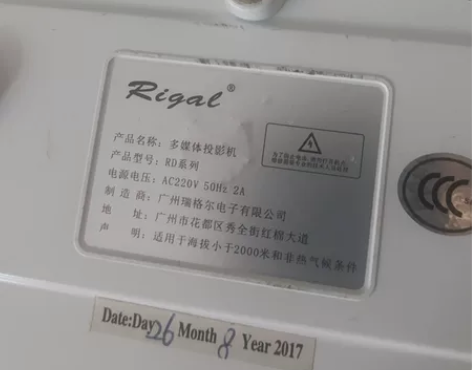 Rigal®
产品名称：多媒体投影机
产品型号：RD系列
电源电压：AC220V 50Hz 2A
制 造 商：广州瑞格尔电子有限公司
地 址：广州市花都区秀全街红棉大道
声 明：适用于海拔小于2000米和非热气候条件
CCC
Date:Day 26 Month 8 Year 2017